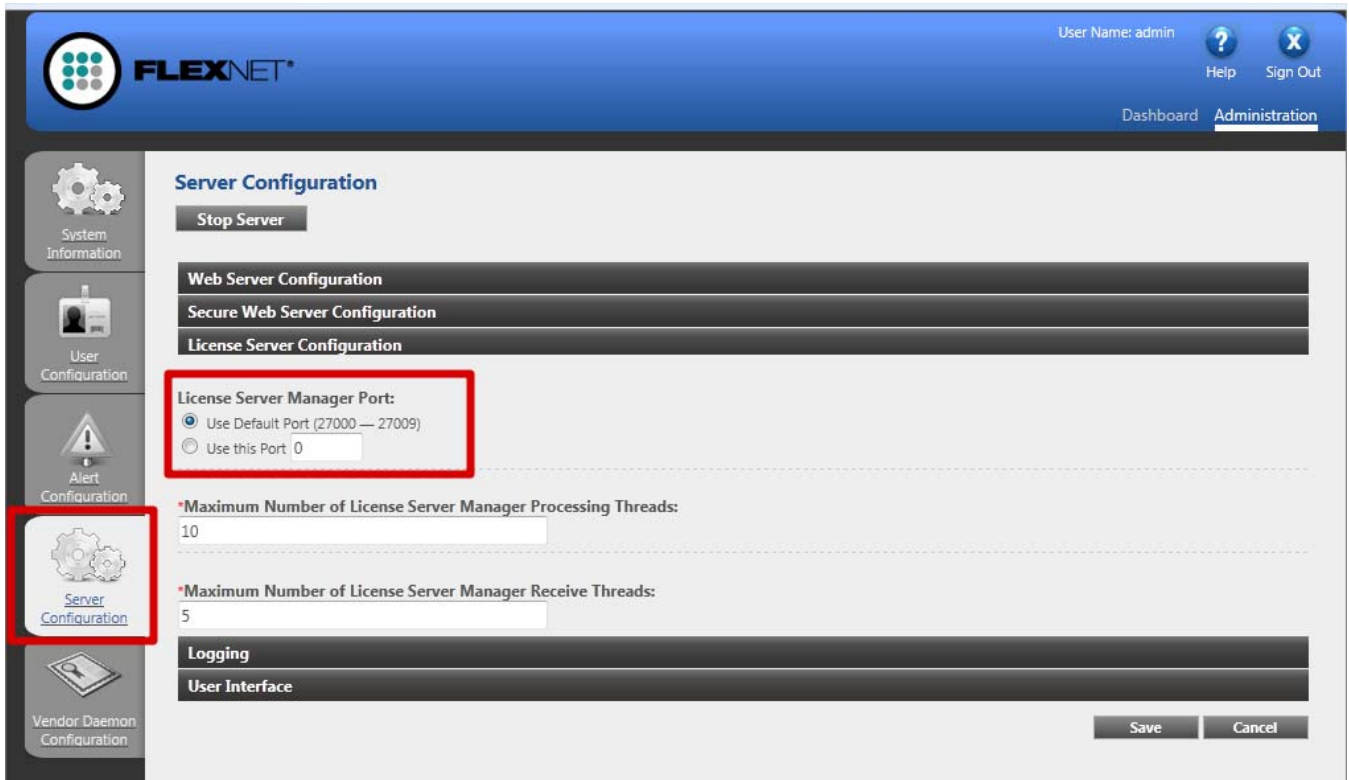 User Name: admin
?
X
FLEXNET
Help
Sign Out
Dashboard
Administration
System
Information
User
Configuration
Alert
Configuration
Server
Configuration
Vendor Daemon
Configuration
Server Configuration
Stop Server
Web Server Configuration
Secure Web Server Configuration
License Server Configuration
License Server Manager Port:
Use Default Port (27000 — 27009)
Use this Port 0
*Maximum Number of License Server Manager Processing Threads:
10
*Maximum Number of License Server Manager Receive Threads:
5
Logging
User Interface
Save
Cancel